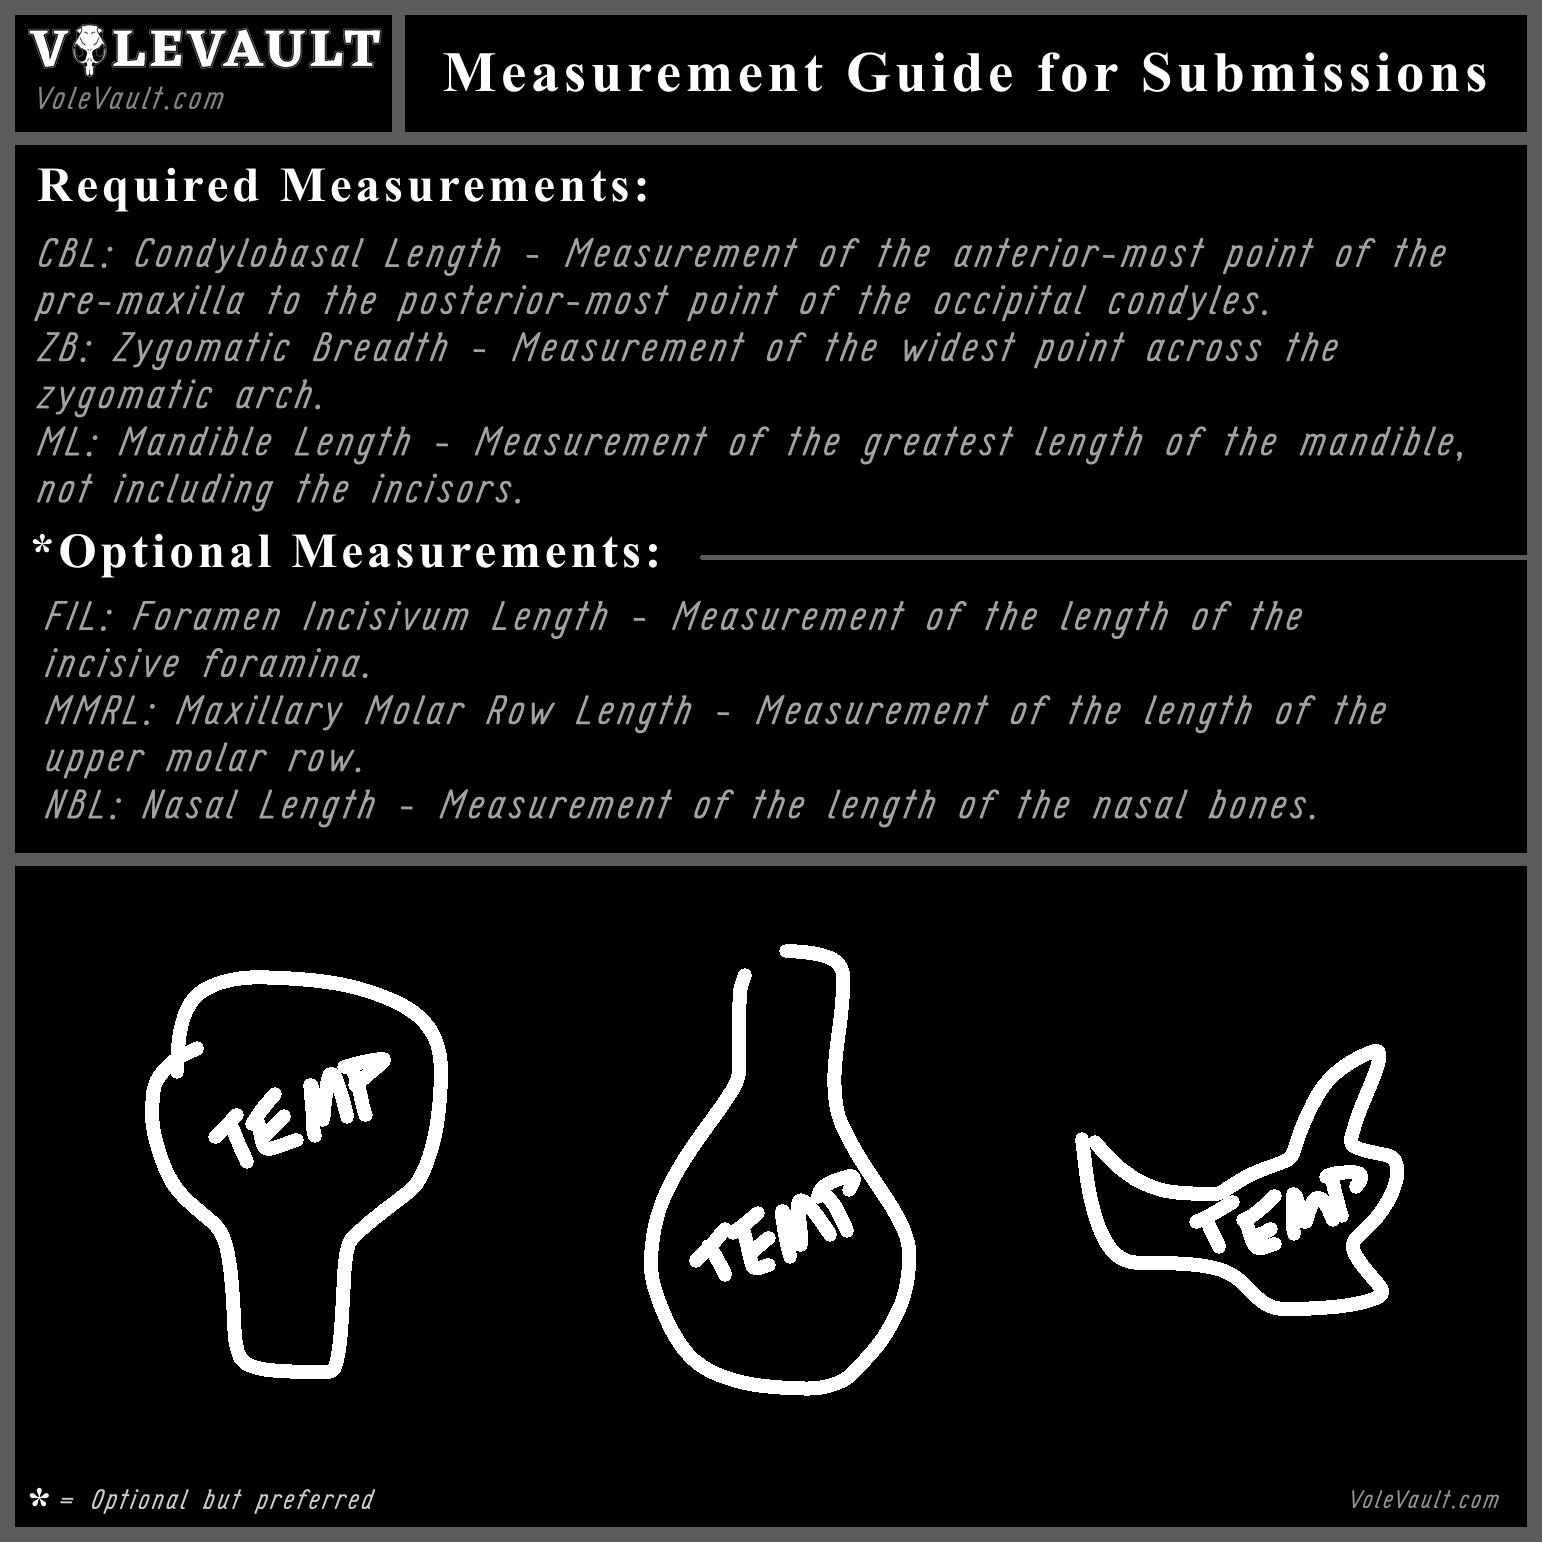 VOLEVAULT
VoleVault.com
Measurement Guide for Submissions
Required Measurements:
CBL: Condylobasal Length - Measurement of the anterior-most point of the
pre-maxilla to the posterior-most point of the occipital condyles.
ZB: Zygomatic Breadth - Measurement of the widest point across the
zygomatic arch.
ML: Mandible Length - Measurement of the greatest length of the mandible,
not including the incisors.
*Optional Measurements:
FIL: Foramen Incisivum Length - Measurement of the length of the
incisive foramina.
MMRL: Maxillary Molar Row Length - Measurement of the length of the
upper molar row.
NBL: Nasal Length - Measurement of the length of the nasal bones.
TEMP
TEMP
TEMP
* = Optional but preferred
VoleVault.com